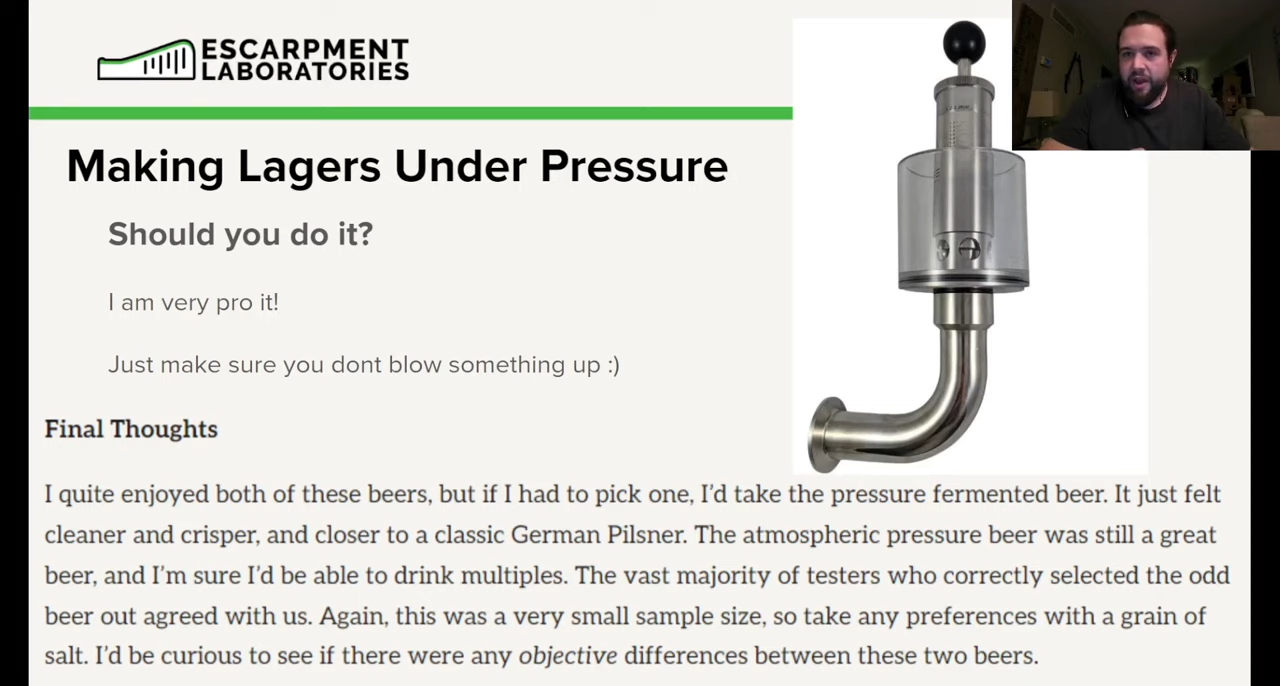 ESCARPMENT
LABORATORIES
Making Lagers Under Pressure
Should you do it?
I am very pro it!
Just make sure you dont blow something up :)
Final Thoughts
I quite enjoyed both of these beers, but if I had to pick one, I’d take the pressure fermented beer. It just felt
cleaner and crisper, and closer to a classic German Pilsner. The atmospheric pressure beer was still a great
beer, and I’m sure I’d be able to drink multiples. The vast majority of testers who correctly selected the odd
beer out agreed with us. Again, this was a very small sample size, so take any preferences with a grain of
salt. I’d be curious to see if there were any objective differences between these two beers.